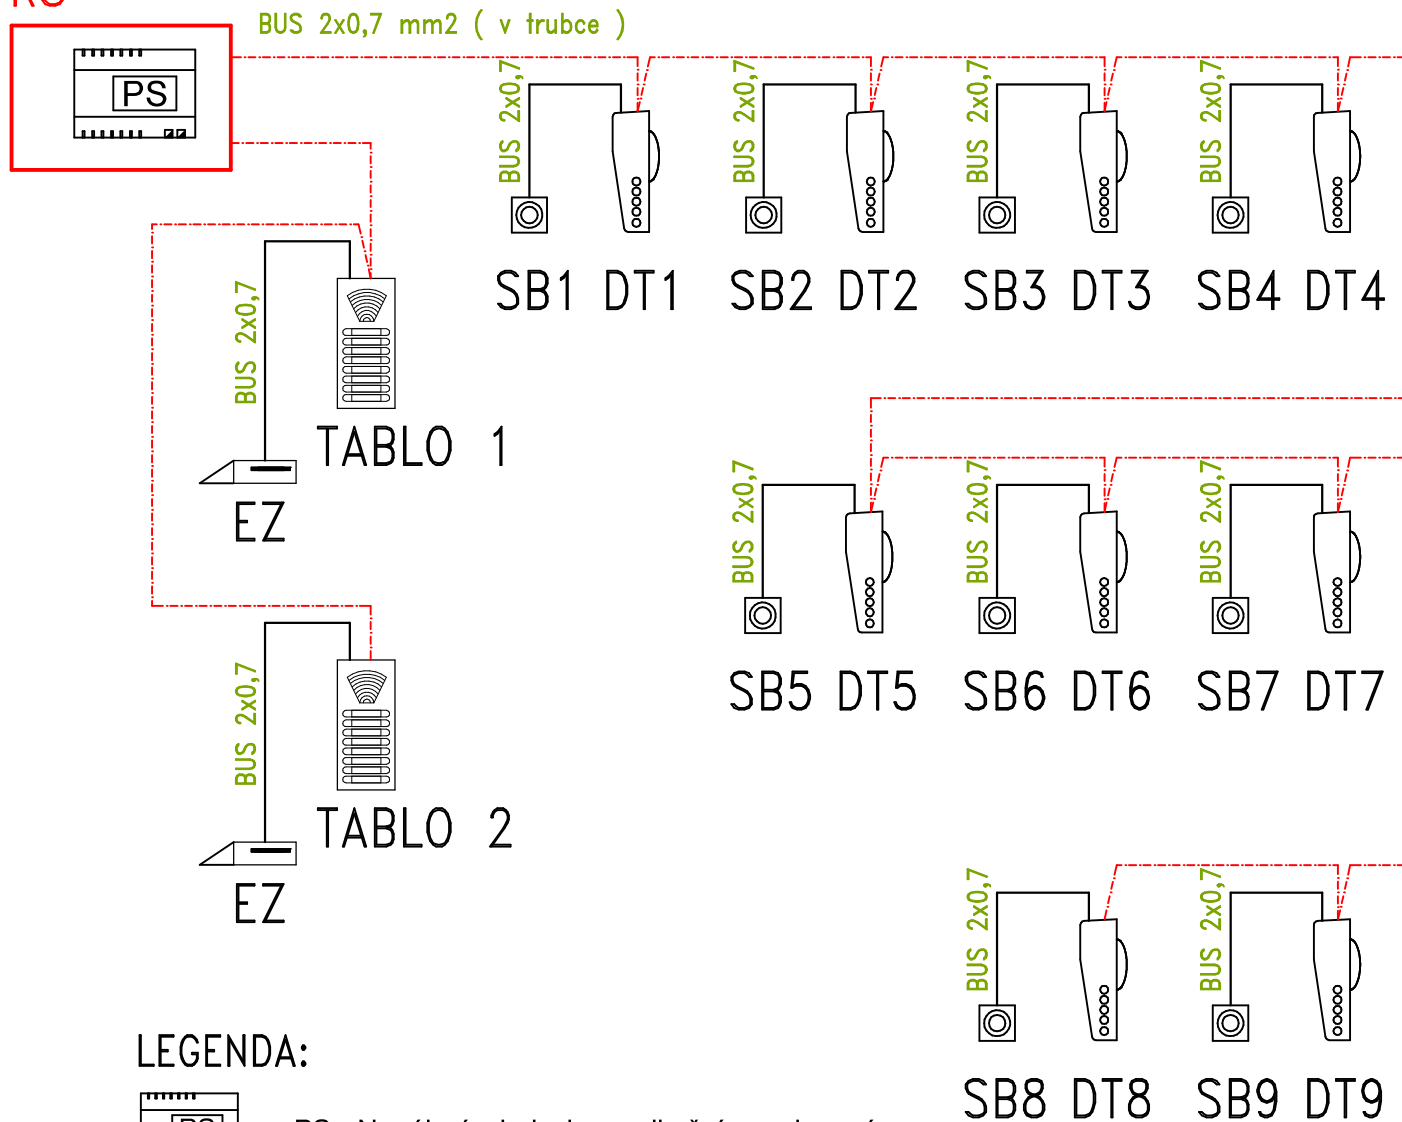 BUS 2x0,7 mm2 ( v trubce )
PS
BUS 2x0,7
BUS 2x0,7
BUS 2x0,7
BUS 2x0,7
SB1 DT1 SB2 DT2 SB3 DT3 SB4 DT4
BUS 2x0,7
TABLO 1
EZ
BUS 2x0,7
BUS 2x0,7
BUS 2x0,7
SB5 DT5 SB6 DT6 SB7 DT7
BUS 2x0,7
TABLO 2
EZ
BUS 2x0,7
BUS 2x0,7
SB8 DT8 SB9 DT9
LEGENDA:
PS
PS